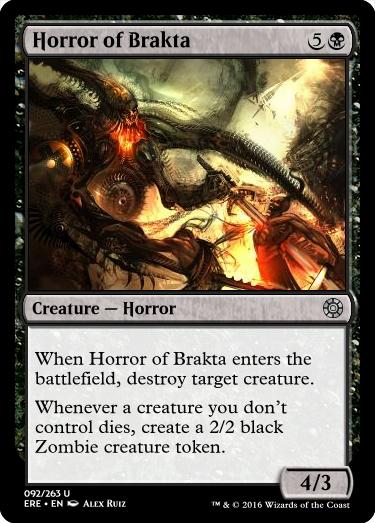 Horror of Brakta 5
Creature — Horror
When Horror of Brakta enters the
battlefield, destroy target creature.
Whenever a creature you don't
control dies, create a 2/2 black
Zombie creature token.
4/3
092/263 U
ERE • EN Alex Ruiz
™ & © 2016 Wizards of the Coast